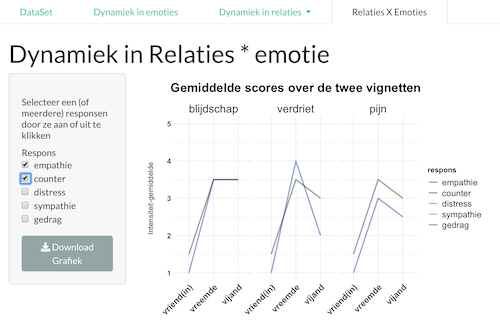 DataSet
Dynamiek in emoties
Dynamiek in relaties
Relaties X Emoties
Dynamiek in Relaties * emotie
Selecteer een (of
meerdere) responsen
door ze aan of uit te
klikken
Respons
empathie
counter
distress
sympathie
gedrag
Download
Grafiek
Gemiddelde scores over de twee vignetten
blijdschap
verdriet
pijn
Intensiteit-gemiddelde
5
4
3
2
1
vriend(in)
vreemde
vijand
vriend(in)
vreemde
vijand
vriend(in)
vreemde
vijand
respons
empathie
counter
distress
sympathie
gedrag